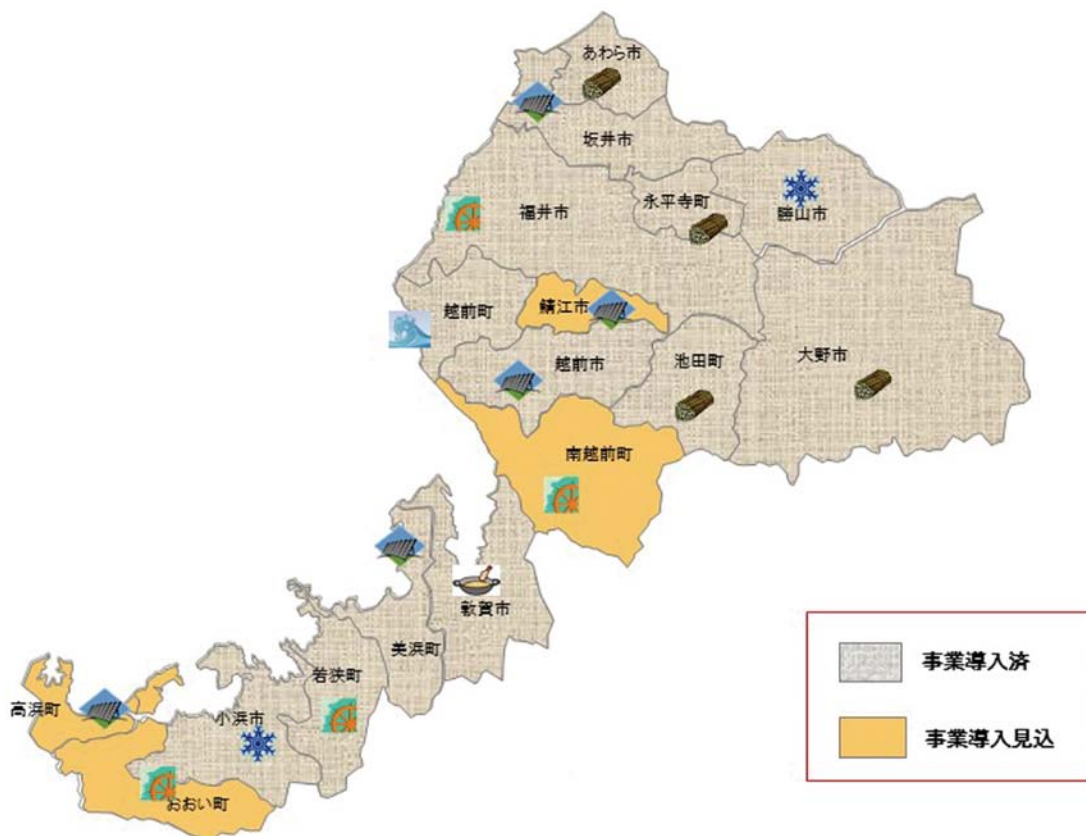 あわら市
坂井市
永平寺町
勝山市
福井市
鯖江市
越前町
越前市
池田町
大野市
南越前町
敦賀市
美浜町
若狭町
高浜町
小浜市
おおい町
事業導入済
事業導入見込